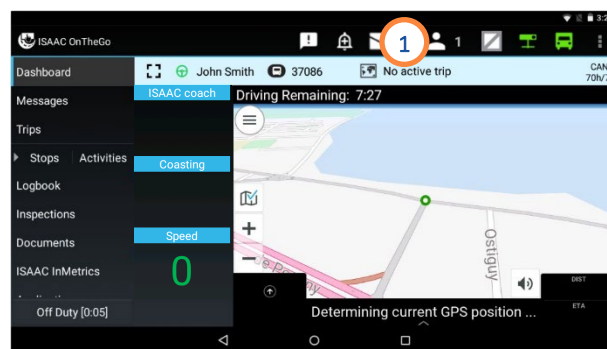 3:2
ISAAC OnTheGo
1
1
Dashboard
John Smith
37086
No active trip
CAN
70h/7
Messages
ISAAC coach
Driving Remaining: 7:27
Trips
Stops
Activities
Coasting
Logbook
Inspections
Documents
Speed
0
Ostiguy
ISAAC InMetrics
DIST
ETA
Off Duty [0:05]
Determining current GPS position ...